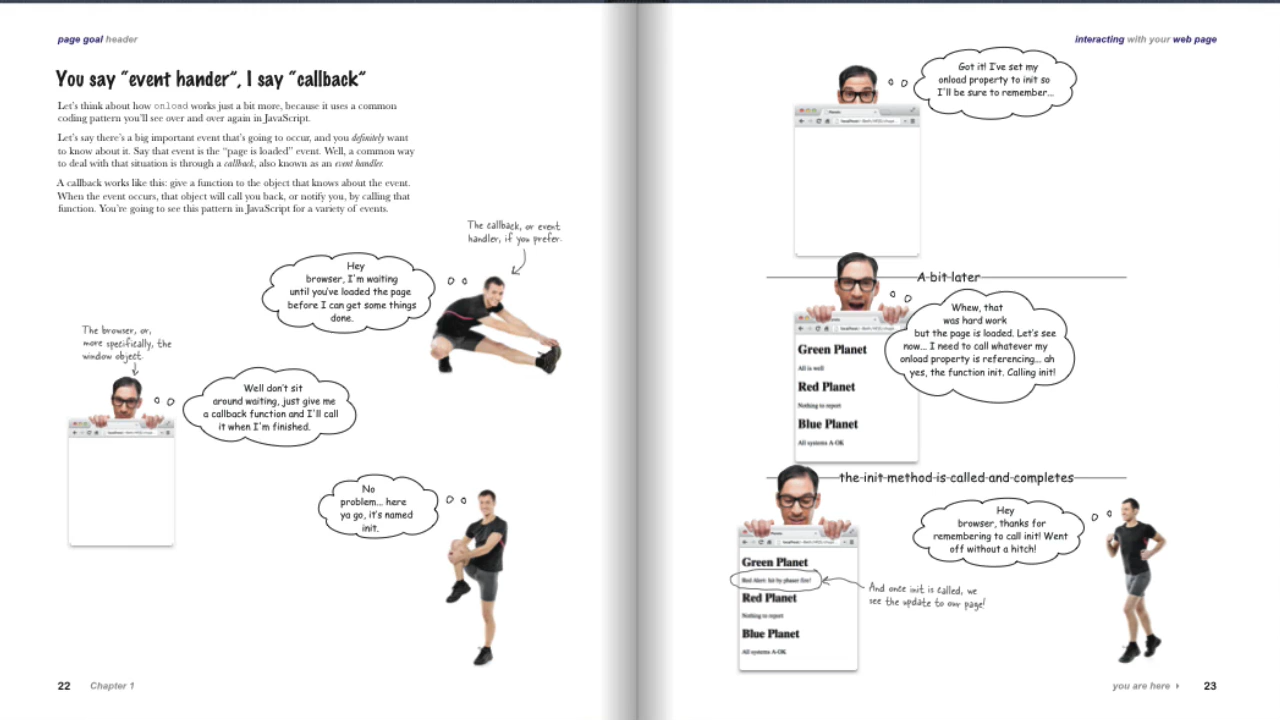 page goal header
You say “event hander”, I say “callback”
Let’s think about how onload works just a bit more, because it uses a common
coding pattern you’ll see over and over again in JavaScript.
Let’s say there’s a big important event that’s going to occur, and you definitely want
to know about it. Say that event is the “page is loaded” event. Well, a common way
to deal with that situation is through a callback, also known as an event handler.
A callback works like this: give a function to the object that knows about the event.
When the event occurs, that object will call you back, or notify you, by calling that
function. You’re going to see this pattern in JavaScript for a variety of events.
The callback, or event
handler, if you prefer.
Hey
browser, I'm waiting
until you've loaded the page
before I can get some things
done.
The browser, or,
more specifically, the
window object.
Well don't sit
around waiting, just give me
a callback function and I'll call
it when I'm finished.
No
problem... here
ya go, it's named
init.
22 Chapter 1
interacting with your web page
Got it! I've set my
onload property to init so
I'll be sure to remember...
A bit later
Whew, that
was hard work
but the page is loaded. Let's see
now... I need to call whatever my
onload property is referencing... ah
yes, the function init. Calling init!
Green Planet
All is well
Red Planet
Nothing to report
Blue Planet
All systems A-OK
the init method is called and completes
Hey
browser, thanks for
remembering to call init! Went
off without a hitch!
Green Planet
Red Alert: hit by phaser fire!
Red Planet
Nothing to report
Blue Planet
All systems A-OK
And once init is called, we
see the update to our page!
you are here 23